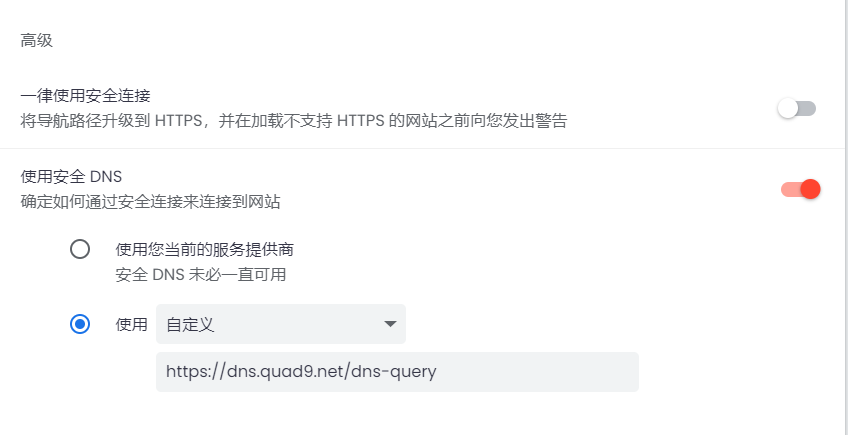 高级
一律使用安全连接
将导航路径升级到 HTTPS，并在加载不支持 HTTPS 的网站之前向您发出警告
使用安全 DNS
确定如何通过安全连接来连接到网站
使用您当前的服务提供商
安全 DNS 未必一直可用
使用 自定义
https://dns.quad9.net/dns-query